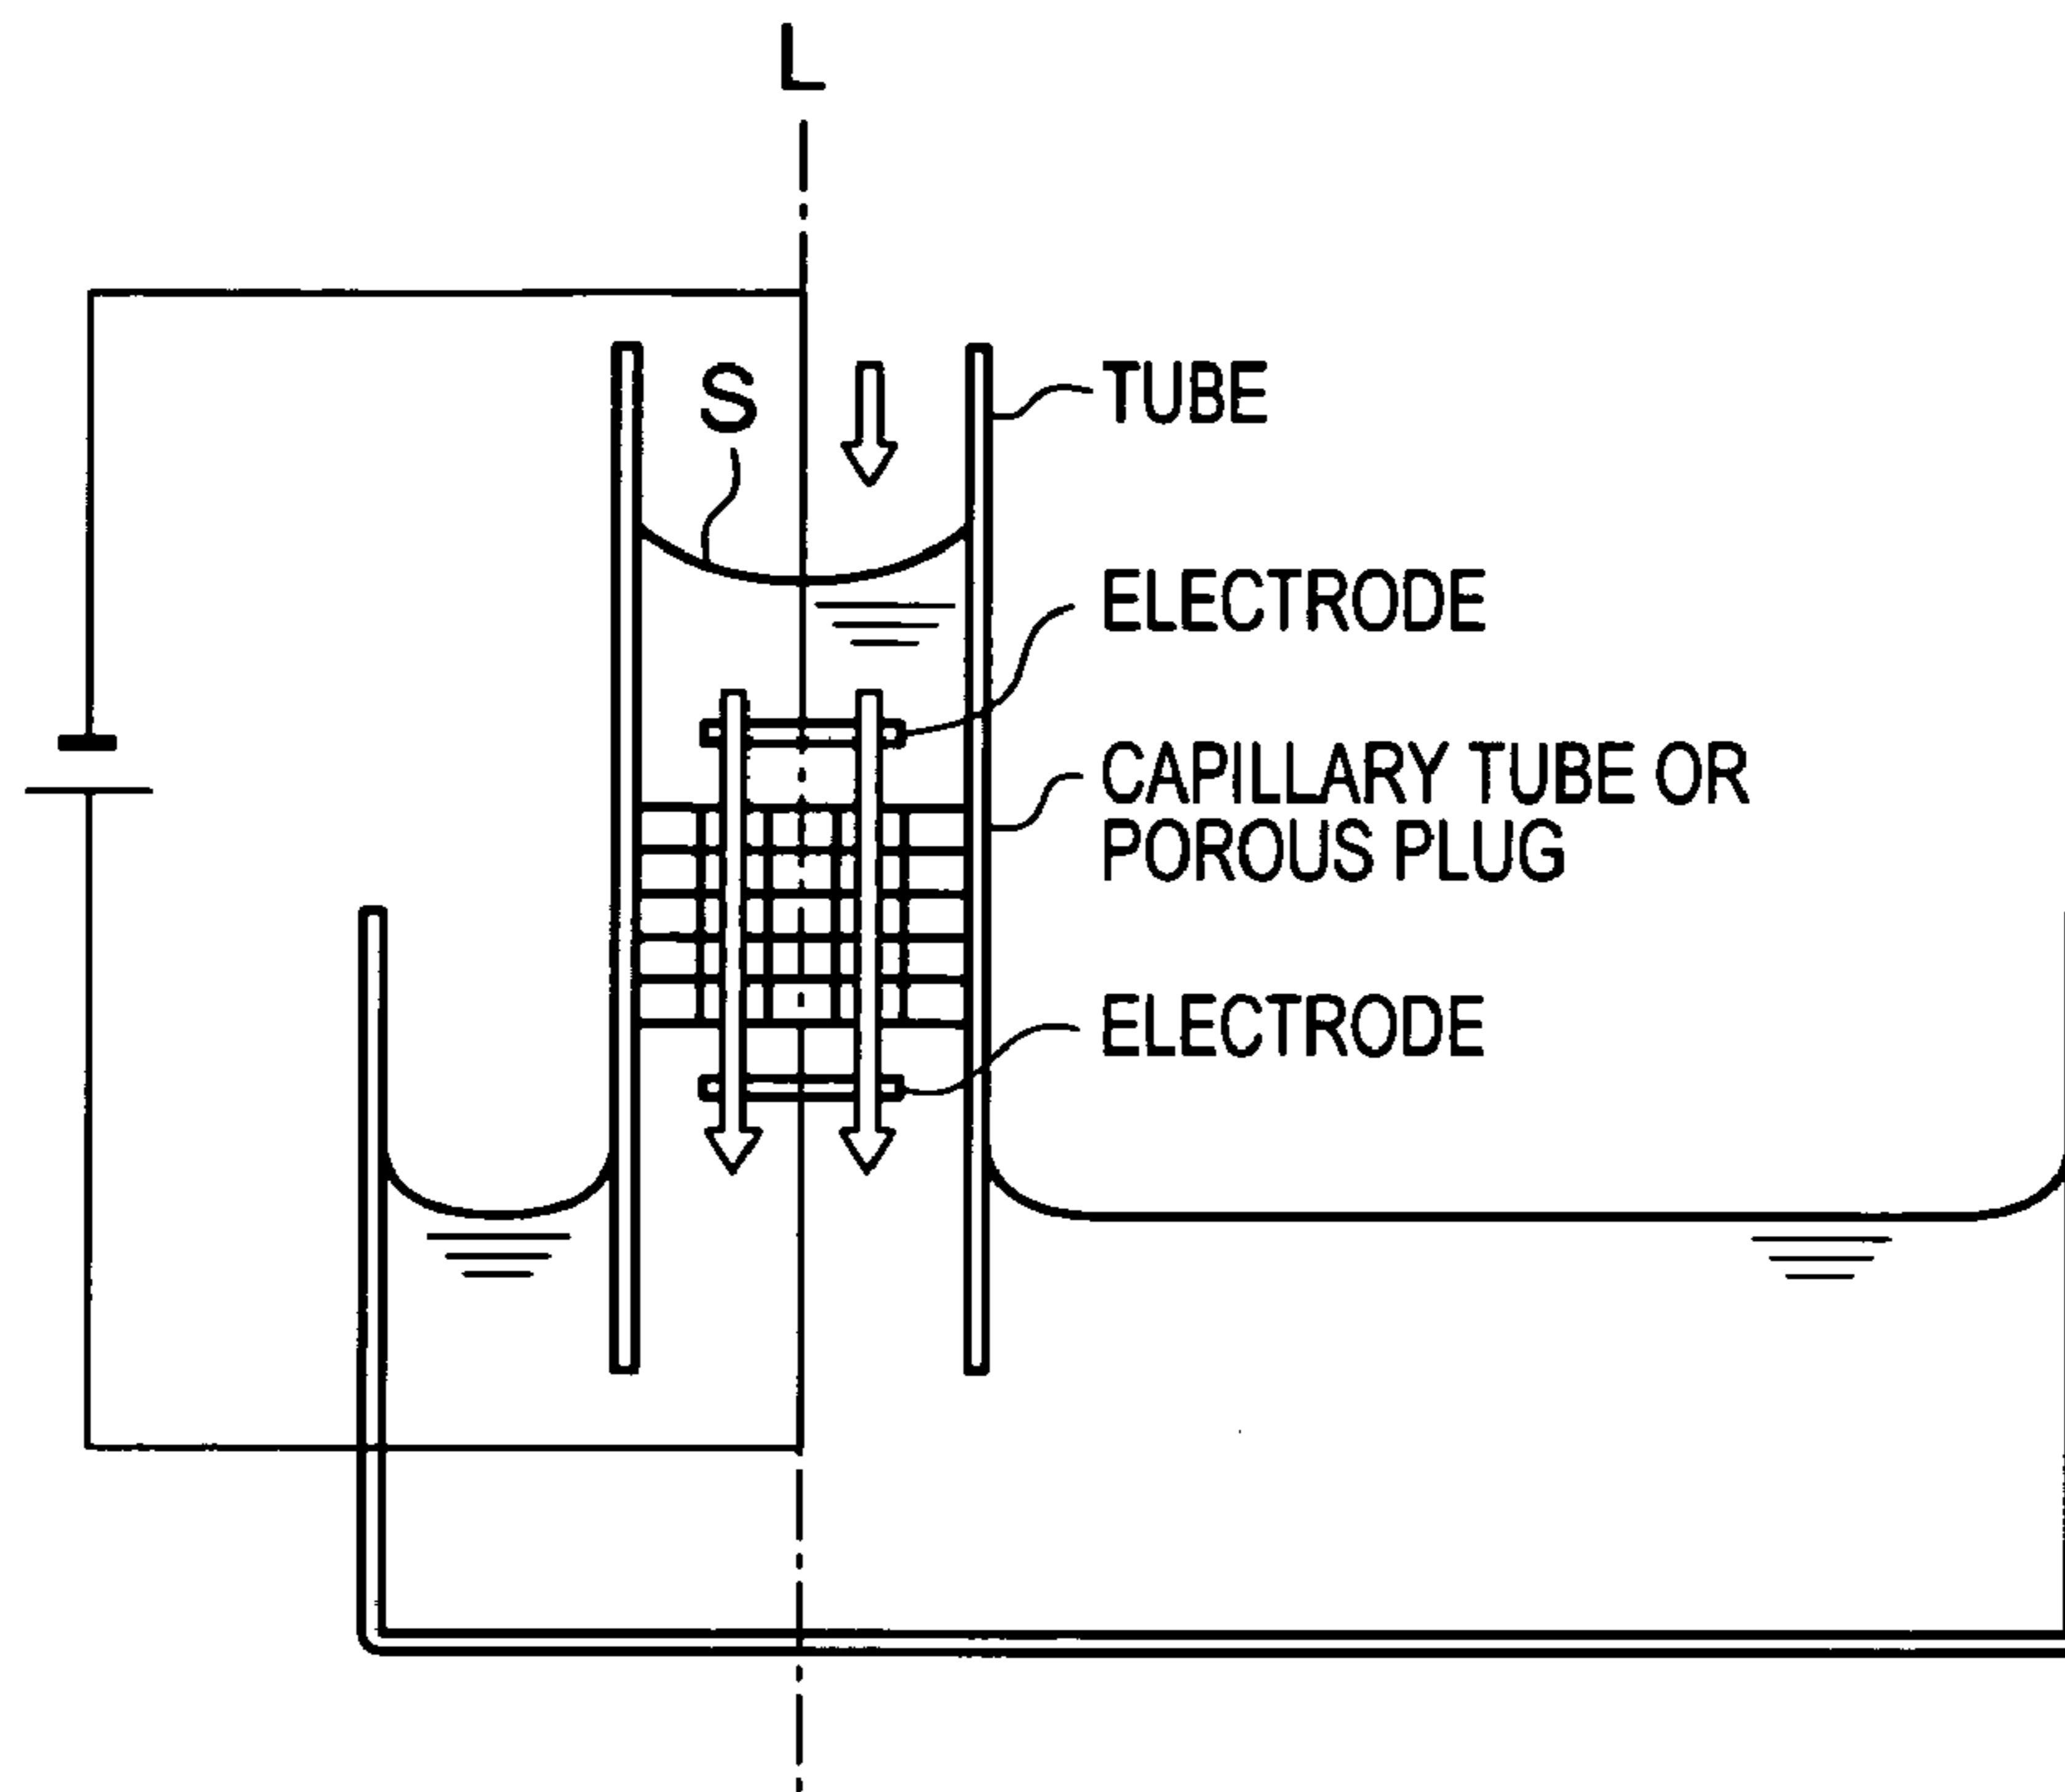 L
S
TUBE
ELECTRODE
CAPILLARY TUBE OR
POROUS PLUG
ELECTRODE